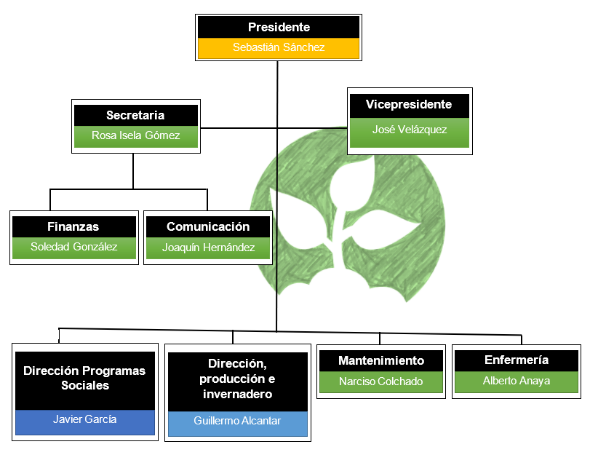 Presidente
Sebastián Sánchez
Secretaria
Rosa Isela Gómez
Vicepresidente
José Velázquez
Finanzas
Soledad González
Comunicación
Joaquín Hernández
Dirección Programas
Sociales
Javier García
Dirección,
producción e
invernadero
Guillermo Alcantar
Mantenimiento
Narciso Colchado
Enfermería
Alberto Anaya